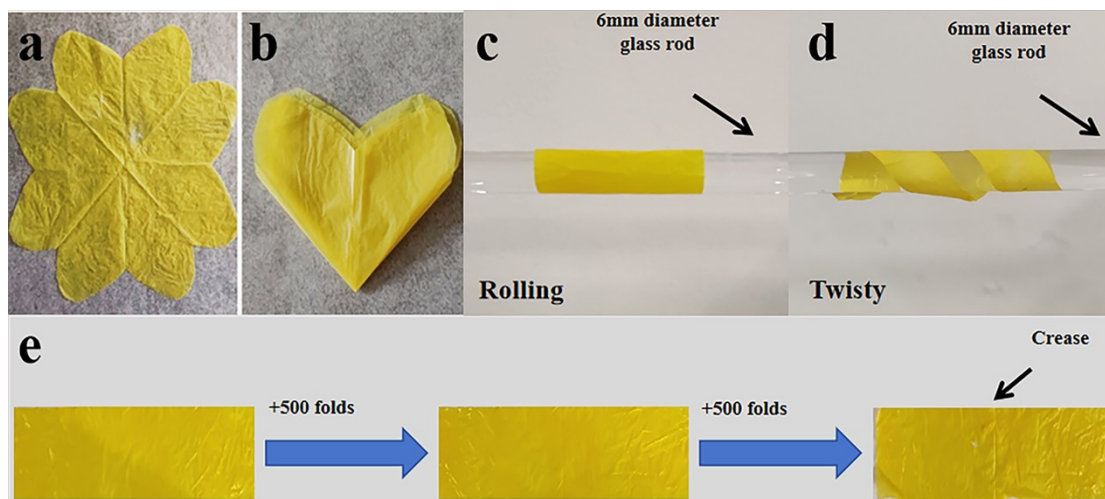 a
b
c
6mm diameter
glass rod
Rolling
d
6mm diameter
glass rod
Twisty
e
+500 folds
+500 folds
Crease